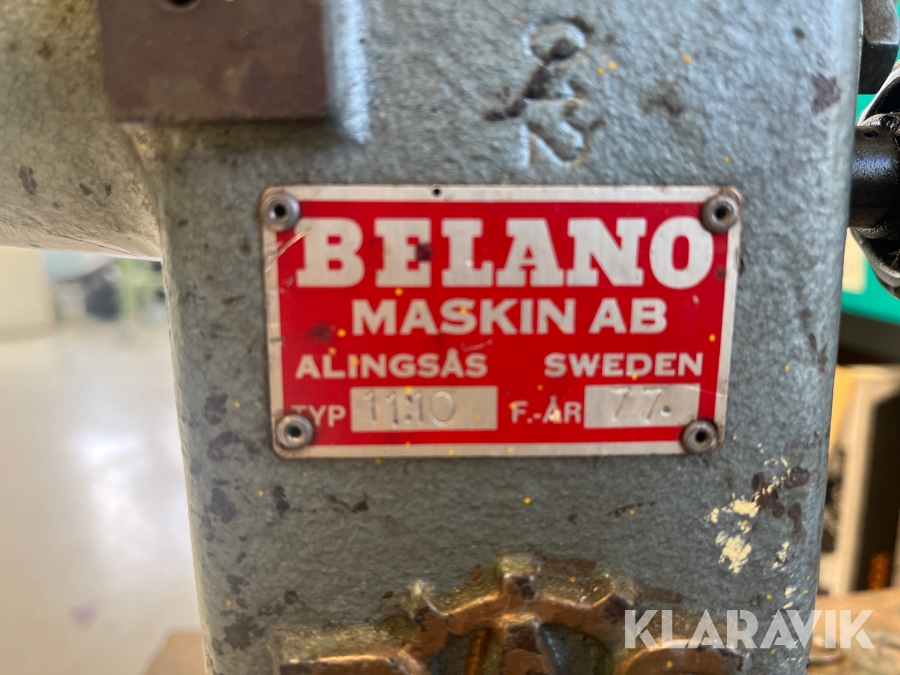 BELANO
MASKIN AB
ALINGSÅS SWEDEN
TYP 1110 F.-ÅR 77.
KLARAVIK